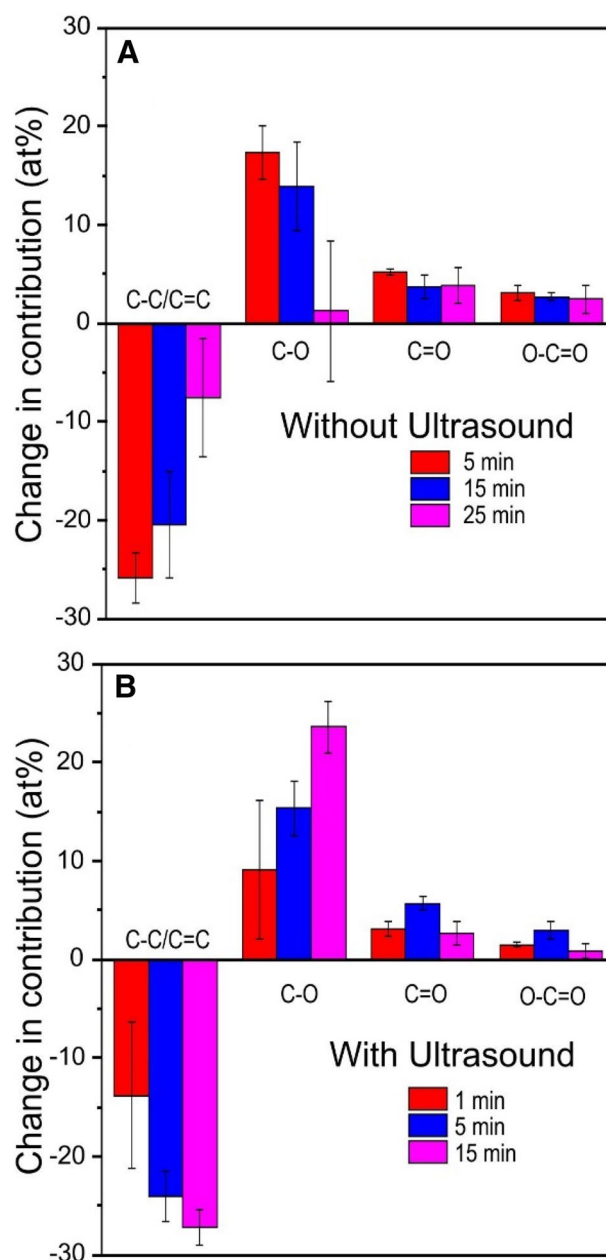 A
Change in contribution (at%)
30
20
10
0
-10
-20
-30
C-C/C=C
C-O
C=O
O-C=O
Without Ultrasound
5 min
15 min
25 min
B
Change in contribution (at%)
30
20
10
0
-10
-20
-30
C-C/C=C
C-O
C=O
O-C=O
With Ultrasound
1 min
5 min
15 min